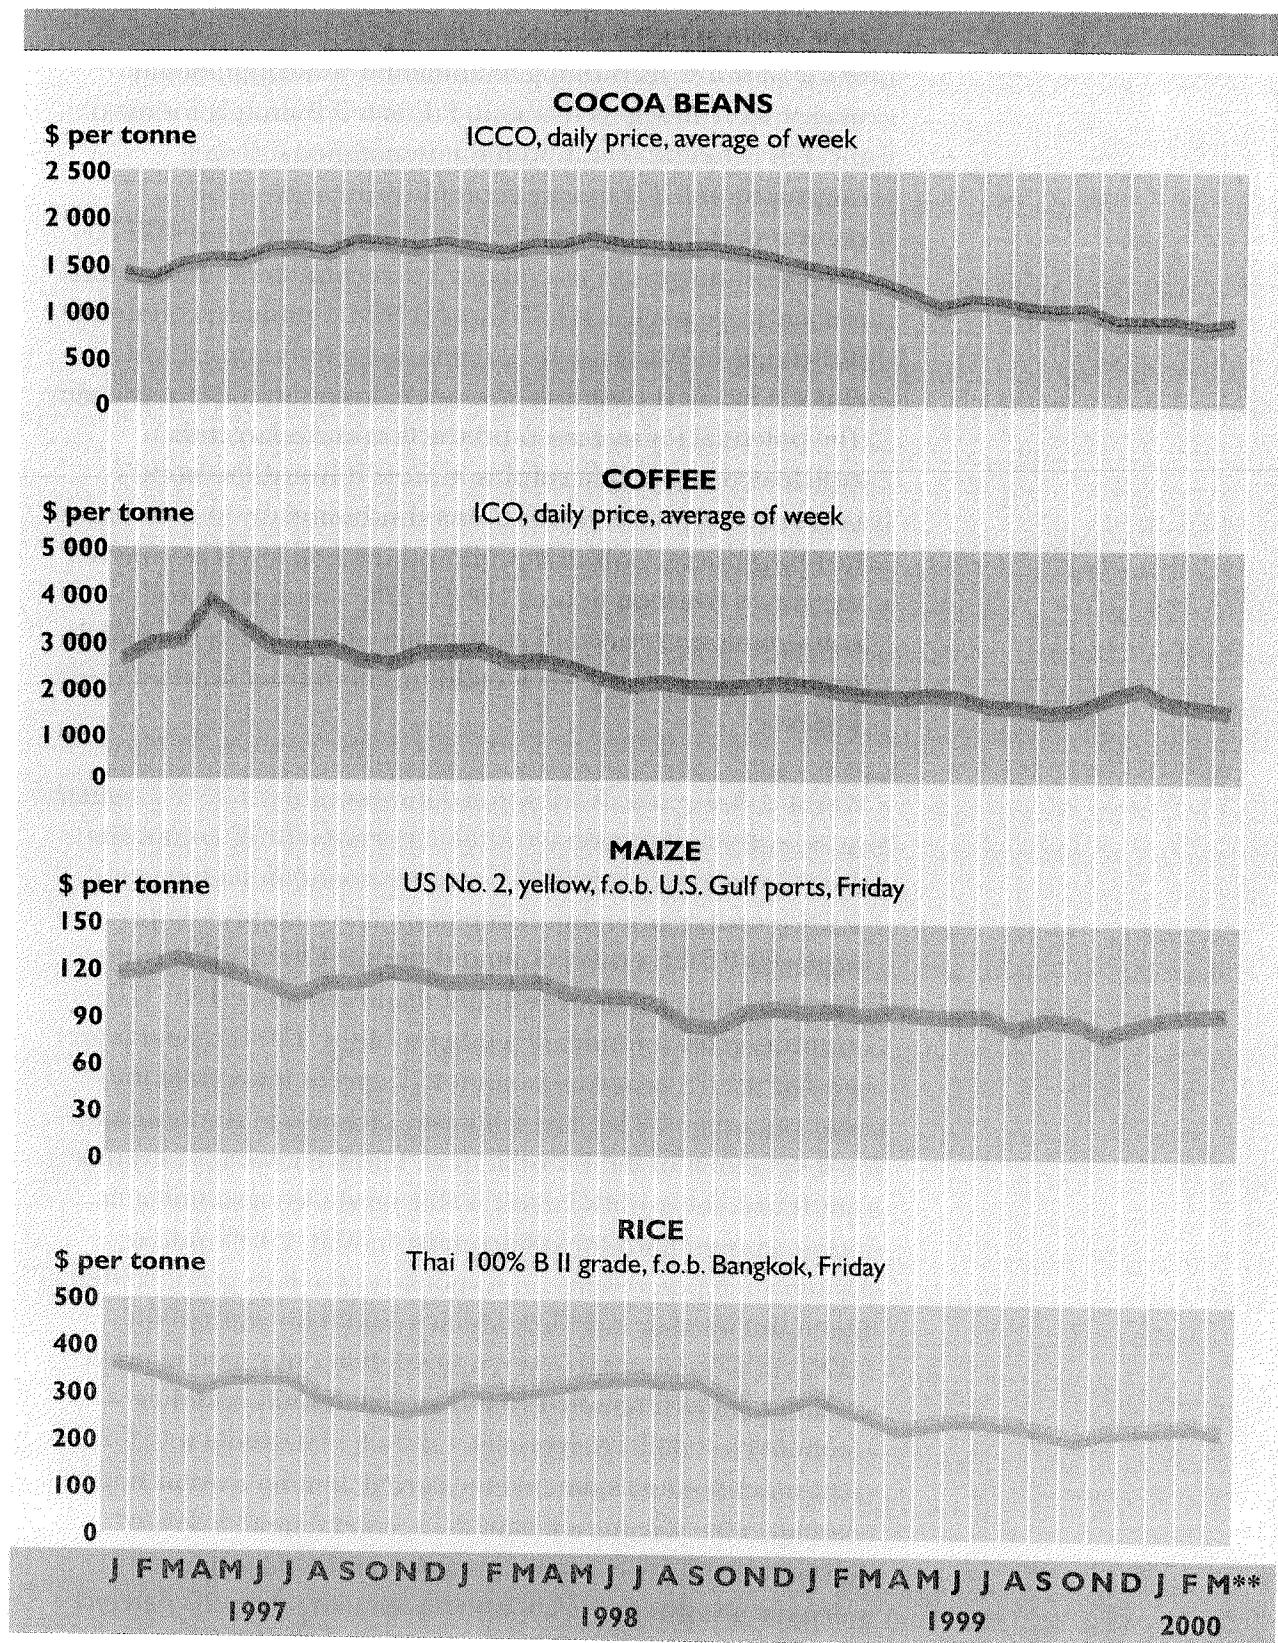 COCOA BEANS
$ per tonne
ICCO, daily price, average of week
2 500
2 000
1 500
1 000
500
0
COFFEE
$ per tonne
ICO, daily price, average of week
5 000
4 000
3 000
2 000
1 000
0
MAIZE
$ per tonne
US No. 2, yellow, f.o.b. U.S. Gulf ports, Friday
150
120
90
60
30
0
RICE
$ per tonne
Thai 100% B II grade, f.o.b. Bangkok, Friday
500
400
300
200
100
0
J F M A M J J A S O N D J F M A M J J A S O N D J F M A M J J A S O N D J F M**
1997 1998 1999 2000